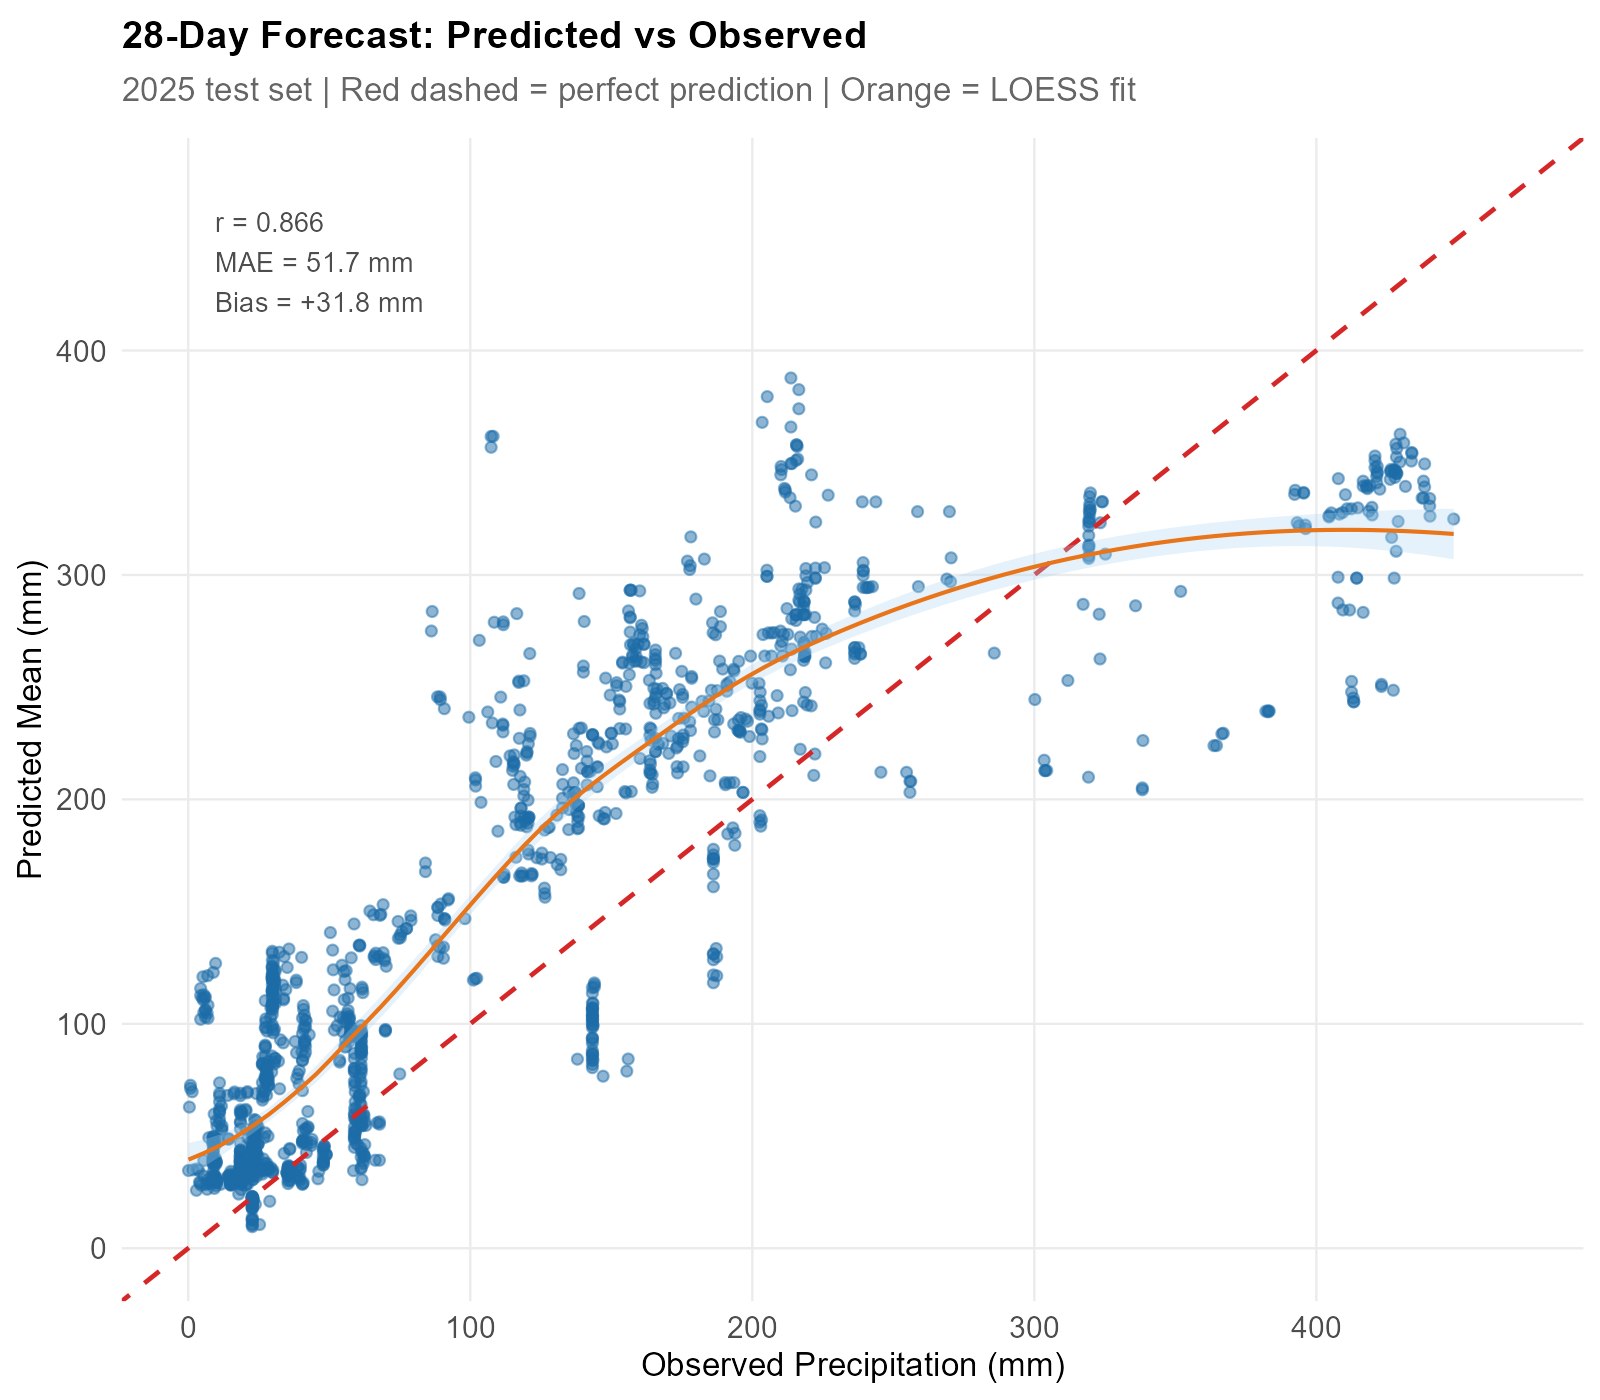 28-Day Forecast: Predicted vs Observed
2025 test set | Red dashed = perfect prediction | Orange = LOESS fit
r = 0.866
MAE = 51.7 mm
Bias = +31.8 mm
Predicted Mean (mm)
400
300
200
100
0
0 100 200 300 400
Observed Precipitation (mm)